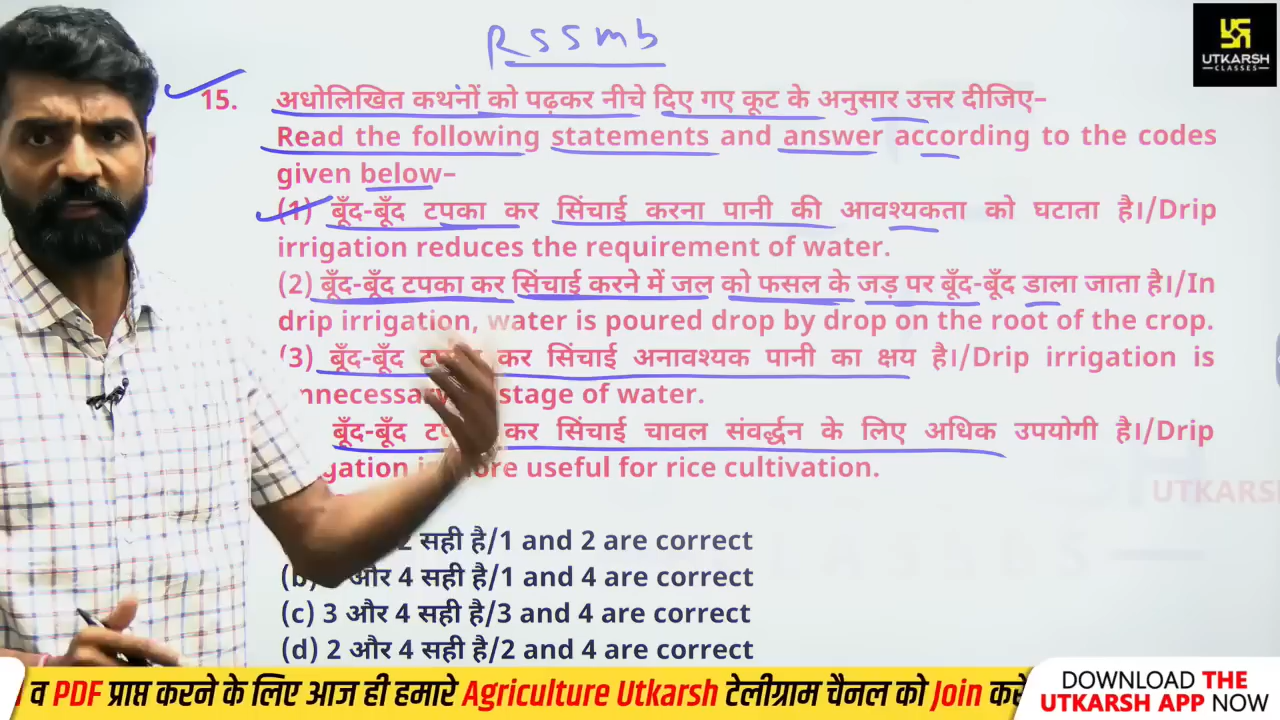 RSSmb
UTKARSH
CLASSES
15. अधोलिखित कथनों को पढ़कर नीचे दिए गए कूट के अनुसार उत्तर दीजिए–
Read the following statements and answer according to the codes
given below–
(1) बूँद-बूँद टपका कर सिंचाई करना पानी की आवश्यकता को घटाता है।/Drip
irrigation reduces the requirement of water.
(2) बूँद-बूँद टपका कर सिंचाई करने में जल को फसल के जड़ पर बूँद-बूँद डाला जाता है।/In
drip irrigation, water is poured drop by drop on the root of the crop.
(3) बूँद-बूँद कर सिंचाई अनावश्यक पानी का क्षय है।/Drip irrigation is
of water.
बूँद-बूँद कर सिंचाई चावल संवर्द्धन के लिए अधिक उपयोगी है।/Drip
useful for rice cultivation.
UTKARSH
2 सही है/1 and 2 are correct
(b) और 4 सही है/1 and 4 are correct
(c) 3 और 4 सही है/3 and 4 are correct
(d) 2 और 4 सही है/2 and 4 are correct
व PDF प्राप्त करने के लिए आज ही हमारे Agriculture Utkarsh टेलीग्राम चैनल को Join
DOWNLOAD THE
UTKARSH APP NOW